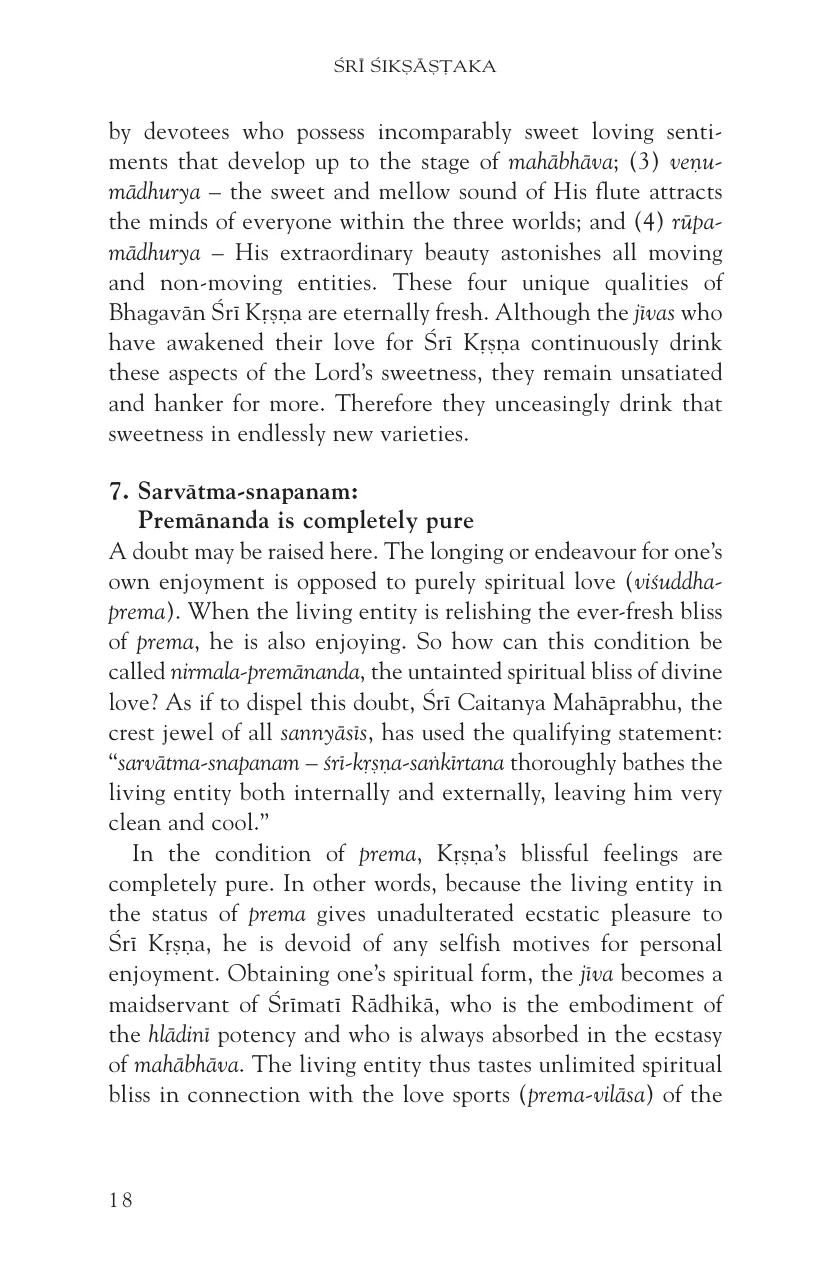 ŚRĪ ŚIKṢĀṢṬAKA
by devotees who possess incomparably sweet loving senti-
ments that develop up to the stage of mahābhāva; (3) veṇu-
mādhurya – the sweet and mellow sound of His flute attracts
the minds of everyone within the three worlds; and (4) rūpa-
mādhurya – His extraordinary beauty astonishes all moving
and non-moving entities. These four unique qualities of
Bhagavān Śrī Kṛṣṇa are eternally fresh. Although the jīvas who
have awakened their love for Śrī Kṛṣṇa continuously drink
these aspects of the Lord’s sweetness, they remain unsatiated
and hanker for more. Therefore they unceasingly drink that
sweetness in endlessly new varieties.
7. Sarvātma-snapanam:
Premānanda is completely pure
A doubt may be raised here. The longing or endeavour for one’s
own enjoyment is opposed to purely spiritual love (viśuddha-
prema). When the living entity is relishing the ever-fresh bliss
of prema, he is also enjoying. So how can this condition be
called nirmala-premānanda, the untainted spiritual bliss of divine
love? As if to dispel this doubt, Śrī Caitanya Mahāprabhu, the
crest jewel of all sannyāsīs, has used the qualifying statement:
“sarvātma-snapanam – śrī-kṛṣṇa-saṅkīrtana thoroughly bathes the
living entity both internally and externally, leaving him very
clean and cool.”
In the condition of prema, Kṛṣṇa’s blissful feelings are
completely pure. In other words, because the living entity in
the status of prema gives unadulterated ecstatic pleasure to
Śrī Kṛṣṇa, he is devoid of any selfish motives for personal
enjoyment. Obtaining one’s spiritual form, the jīva becomes a
maidservant of Śrīmatī Rādhikā, who is the embodiment of
the hlādinī potency and who is always absorbed in the ecstasy
of mahābhāva. The living entity thus tastes unlimited spiritual
bliss in connection with the love sports (prema-vilāsa) of the
18